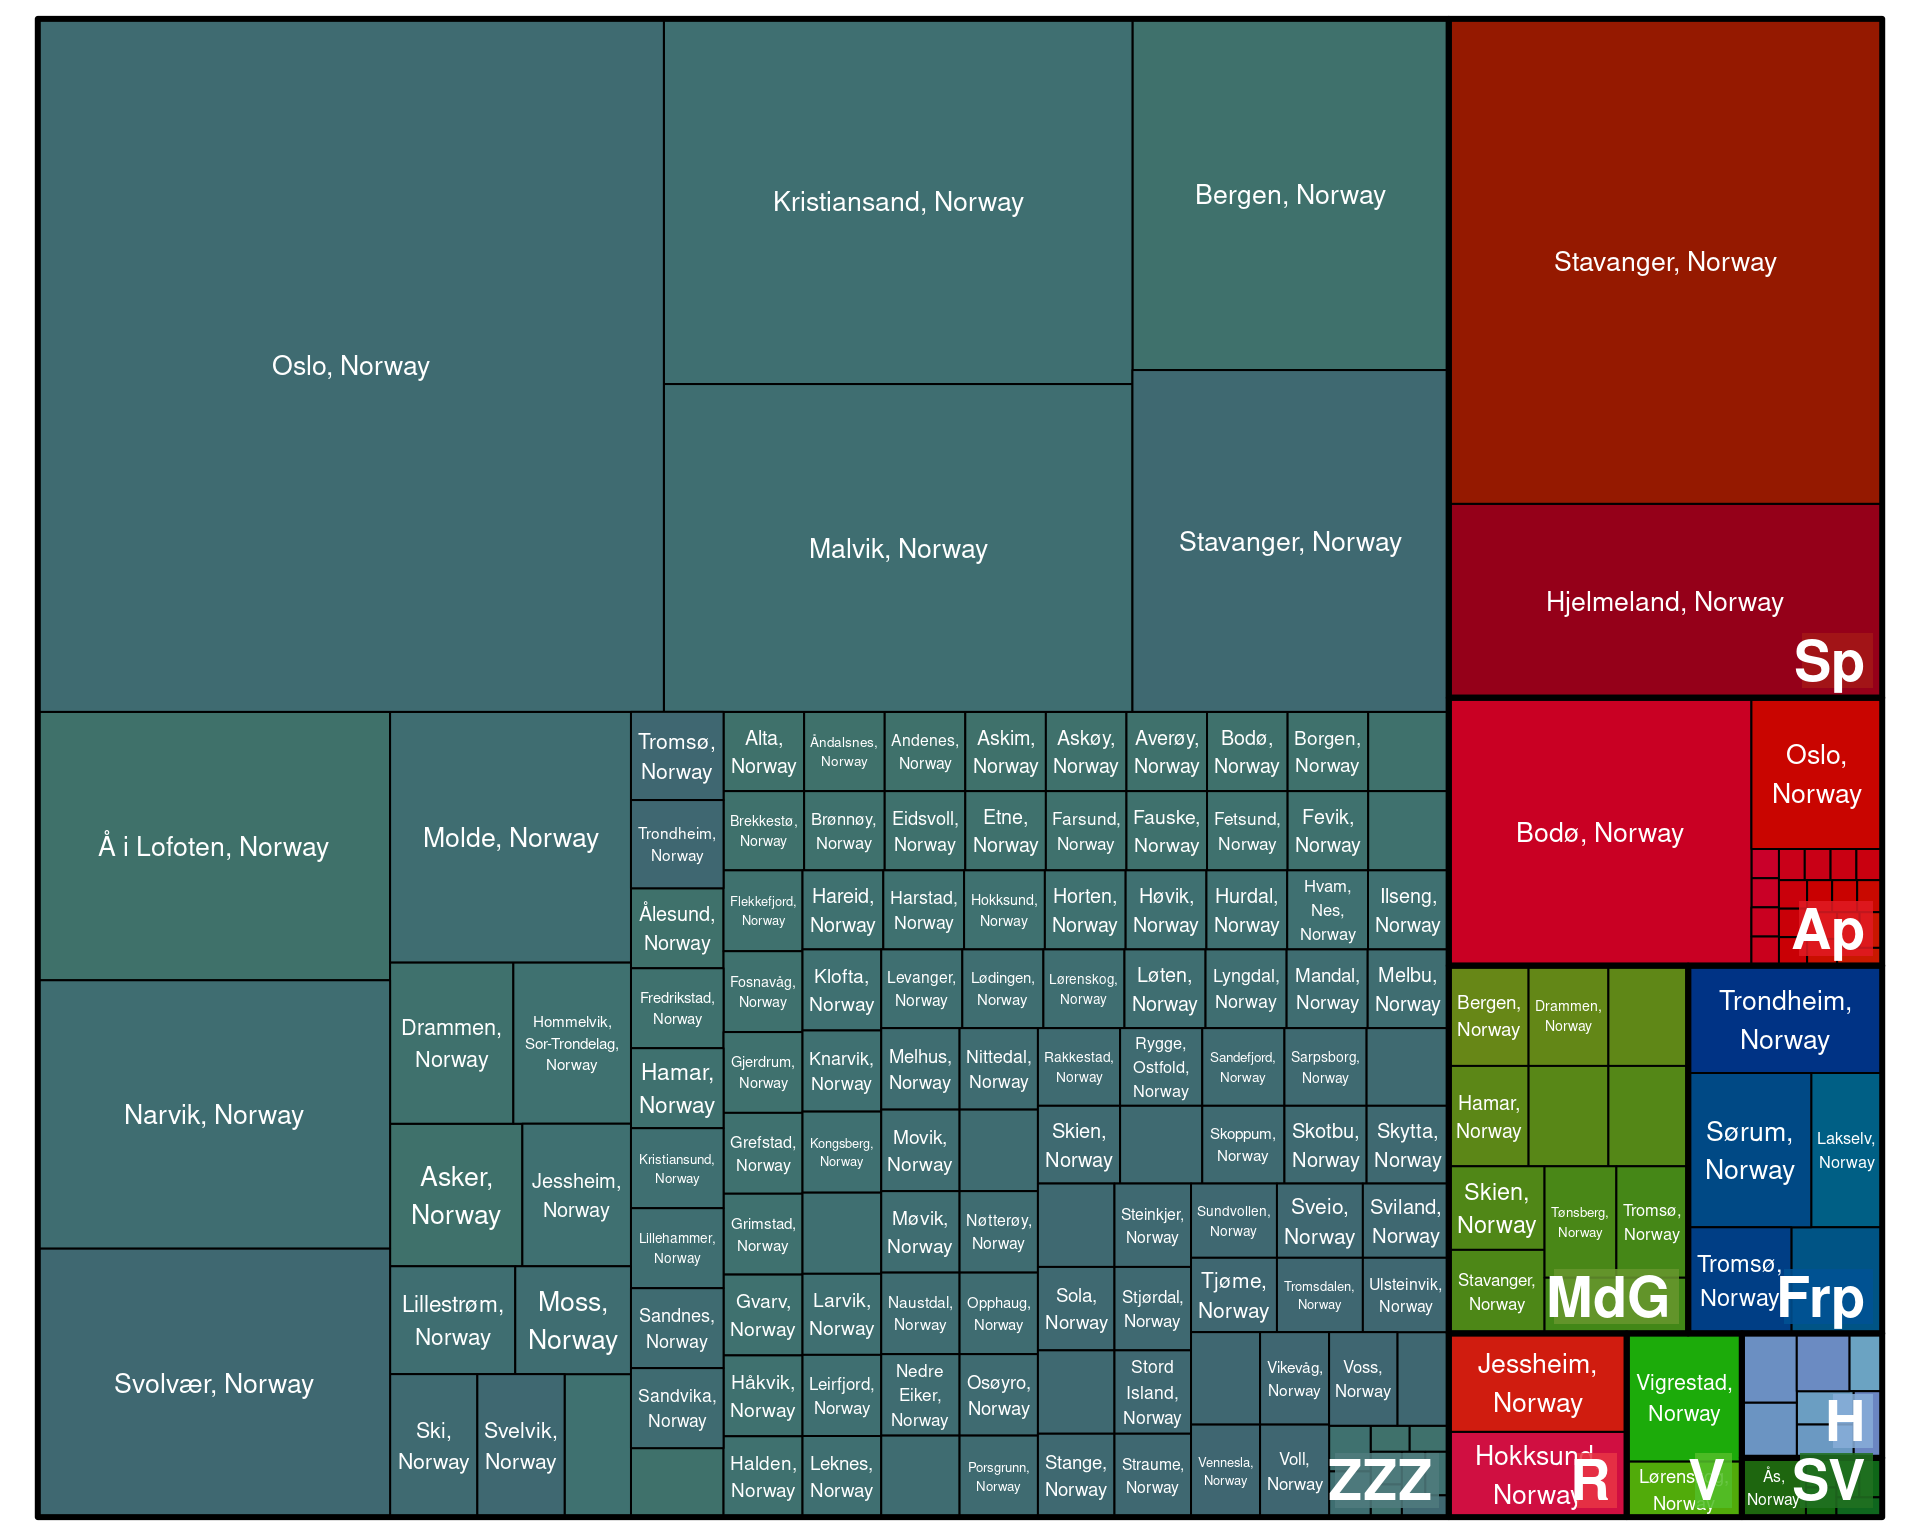 Oslo, Norway
Kristiansand, Norway
Bergen, Norway
Malvik, Norway
Stavanger, Norway
Å i Lofoten, Norway
Narvik, Norway
Svolvær, Norway
Molde, Norway
Drammen,
Norway
Hommelvik,
Sor-Trondelag,
Norway
Asker,
Norway
Jessheim,
Norway
Lillestrøm,
Norway
Moss,
Norway
Ski,
Norway
Svelvik,
Norway
Tromsø,
Norway
Trondheim,
Norway
Ålesund,
Norway
Fredrikstad,
Norway
Hamar,
Norway
Kristiansund,
Norway
Lillehammer,
Norway
Sandnes,
Norway
Sandvika,
Norway
Alta,
Norway
Åndalsnes,
Norway
Andenes,
Norway
Askim,
Norway
Askøy,
Norway
Averøy,
Norway
Bodø,
Norway
Borgen,
Norway
Brekkestø,
Norway
Brønnøy,
Norway
Eidsvoll,
Norway
Etne,
Norway
Farsund,
Norway
Fauske,
Norway
Fetsund,
Norway
Fevik,
Norway
Flekkefjord,
Norway
Hareid,
Norway
Harstad,
Norway
Hokksund,
Norway
Horten,
Norway
Høvik,
Norway
Hurdal,
Norway
Hvam,
Nes,
Norway
Ilseng,
Norway
Fosnavåg,
Norway
Klofta,
Norway
Levanger,
Norway
Lødingen,
Norway
Lørenskog,
Norway
Løten,
Norway
Lyngdal,
Norway
Mandal,
Norway
Melbu,
Norway
Gjerdrum,
Norway
Knarvik,
Norway
Melhus,
Norway
Nittedal,
Norway
Rakkestad,
Norway
Rygge,
Ostfold,
Norway
Sandefjord,
Norway
Sarpsborg,
Norway
Grefstad,
Norway
Kongsberg,
Norway
Movik,
Norway
Skien,
Norway
Skoppum,
Norway
Skotbu,
Norway
Skytta,
Norway
Grimstad,
Norway
Møvik,
Norway
Nøtterøy,
Norway
Steinkjer,
Norway
Sundvollen,
Norway
Sveio,
Norway
Sviland,
Norway
Gvarv,
Norway
Larvik,
Norway
Naustdal,
Norway
Opphaug,
Norway
Sola,
Norway
Stjørdal,
Norway
Tjøme,
Norway
Tromsdalen,
Norway
Ulsteinvik,
Norway
Håkvik,
Norway
Leirfjord,
Norway
Nedre
Eiker,
Norway
Osøyro,
Norway
Stord
Island,
Norway
Vikevåg,
Norway
Voss,
Norway
Halden,
Norway
Leknes,
Norway
Porsgrunn,
Norway
Stange,
Norway
Straume,
Norway
Vennesla,
Norway
Voll,
Norway
ZZZ
Stavanger, Norway
Hjelmeland, Norway
Sp
Bodø, Norway
Oslo,
Norway
Ap
Bergen,
Norway
Drammen,
Norway
Hamar,
Norway
Skien,
Norway
Tønsberg,
Norway
Tromsø,
Norway
Stavanger,
Norway
MdG
Trondheim,
Norway
Sørum,
Norway
Lakselv,
Norway
Tromsø,
Norway
Frp
Jessheim,
Norway
Hokksund,
Norway
R
Vigrestad,
Norway
Norway
V
H
Ås,
Norway
SV